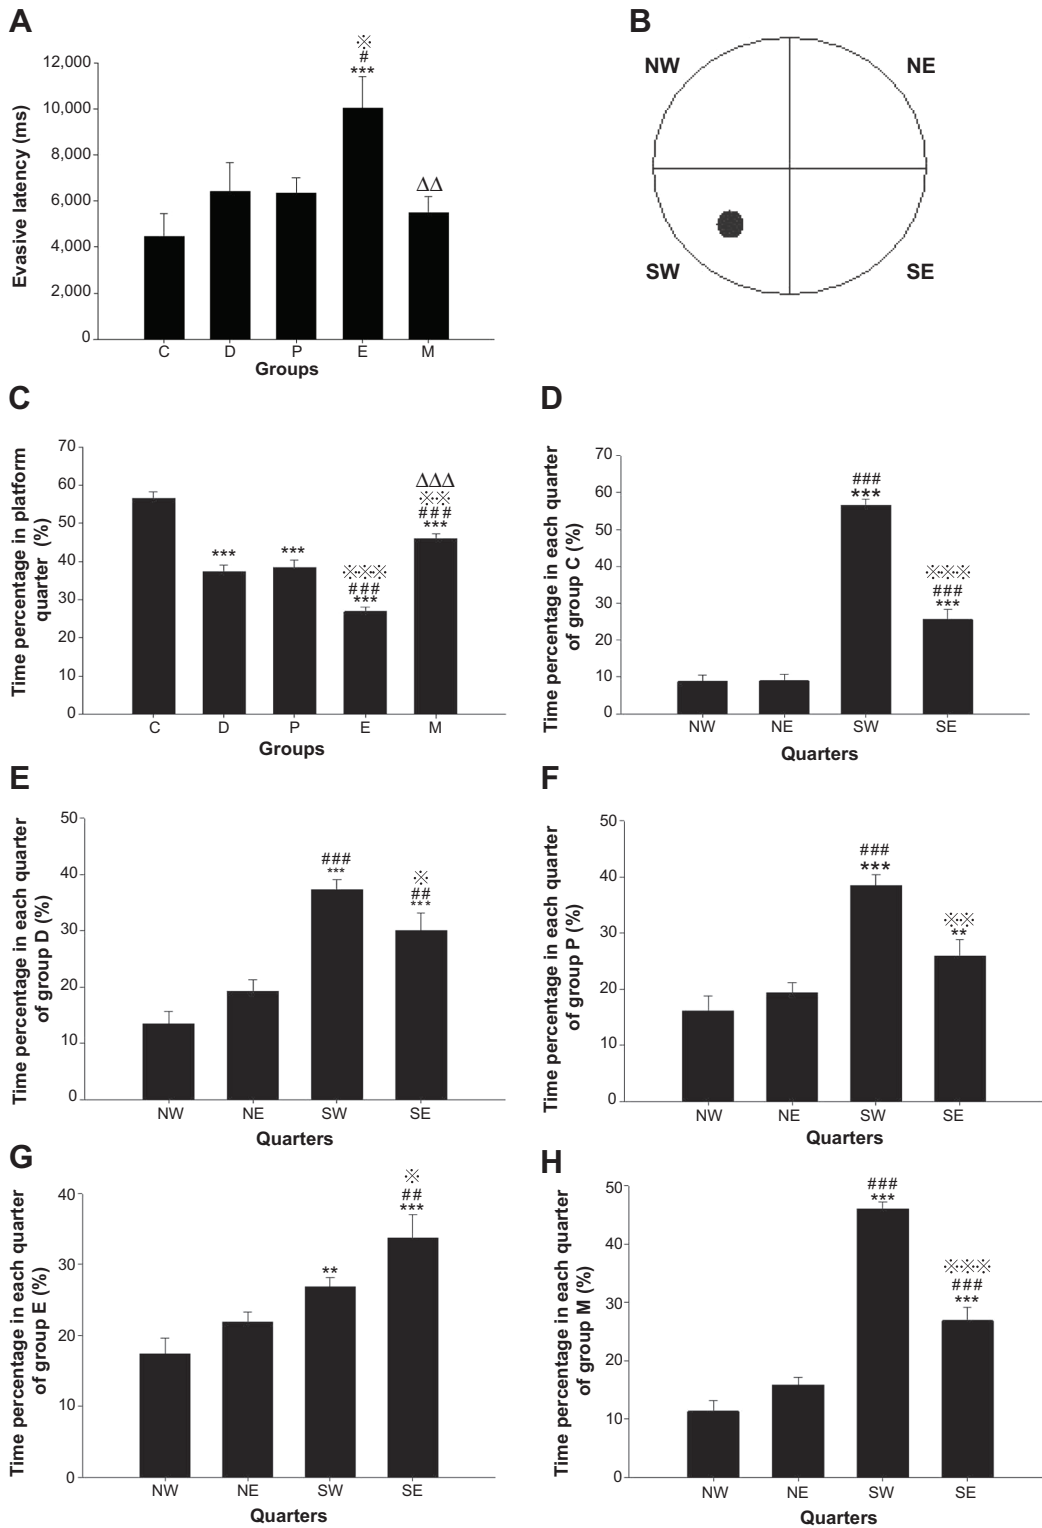 A
Evasive latency (ms)
12,000
10,000
8,000
6,000
4,000
2,000
0
※
#
***
ΔΔ
C D P E M
Groups
B
NW NE
SW SE
C
Time percentage in platform
quarter (%)
70
60
50
40
30
20
10
0
***
***
※※※
###
***
ΔΔΔ
※※
###
***
C D P E M
Groups
D
Time percentage in each quarter
of group C (%)
70
60
50
40
30
20
10
0
###
***
※※※
###
***
NW NE SW SE
Quarters
E
Time percentage in each quarter
of group D (%)
50
40
30
20
10
0
###
***
※
##
***
NW NE SW SE
Quarters
F
Time percentage in each quarter
of group P (%)
50
40
30
20
10
0
###
***
※※
**
NW NE SW SE
Quarters
G
Time percentage in each quarter
of group E (%)
40
30
20
10
0
**
※
##
***
NW NE SW SE
Quarters
H
Time percentage in each quarter
of group M (%)
50
40
30
20
10
0
###
***
※※※
###
***
NW NE SW SE
Quarters